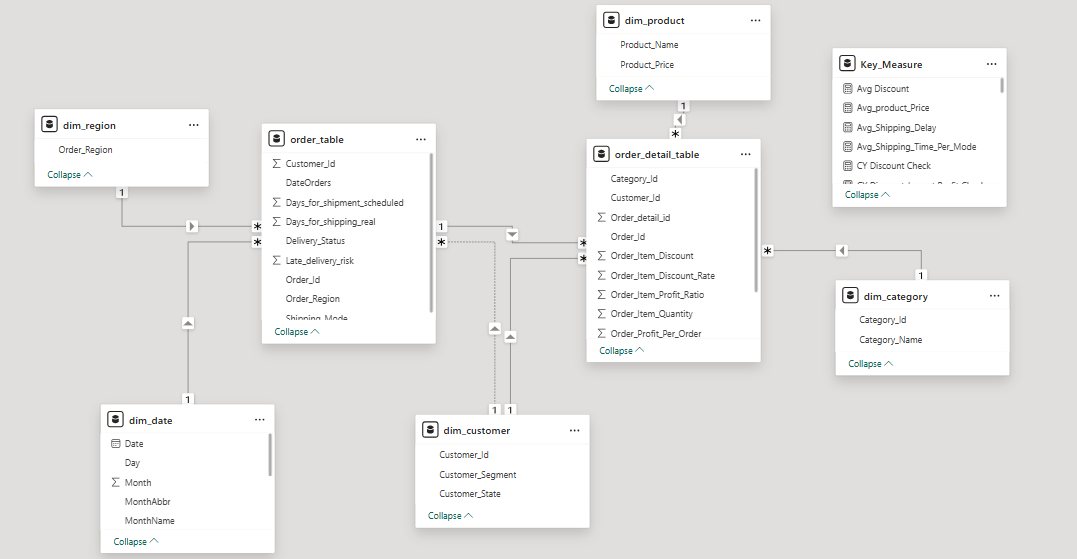 dim_product
Product_Name
Product_Price
Collapse
Key_Measure
Avg Discount
Avg_product_Price
Avg_Shipping_Delay
Avg_Shipping_Time_Per_Mode
CY Discount Check
Collapse
dim_region
Order_Region
Collapse
order_table
Customer_Id
DateOrders
Days_for_shipment_scheduled
Days_for_shipping_real
Delivery_Status
Late_delivery_risk
Order_Id
Order_Region
Shipping_Mode
Collapse
order_detail_table
Category_Id
Customer_Id
Order_detail_id
Order_Id
Order_Item_Discount
Order_Item_Discount_Rate
Order_Item_Profit_Ratio
Order_Item_Quantity
Order_Profit_Per_Order
Collapse
1
*
1
*
*
1
*
*
*
*
1
1
1
1
dim_category
Category_Id
Category_Name
Collapse
dim_date
Date
Day
Month
MonthAbbr
MonthName
Collapse
dim_customer
Customer_Id
Customer_Segment
Customer_State
Collapse